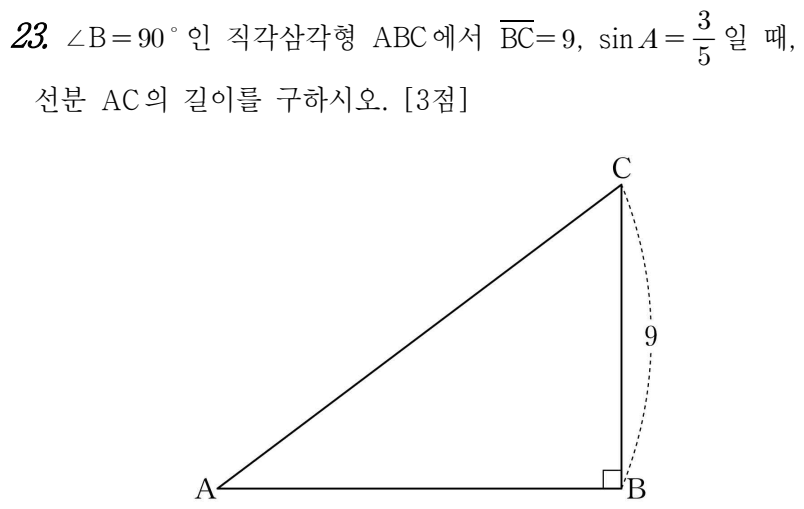 23. ∠B=90°인 직각삼각형 ABC에서 B̅C̅=9, sin A=3/5일 때,
선분 AC의 길이를 구하시오. [3점]
C
9
A
B